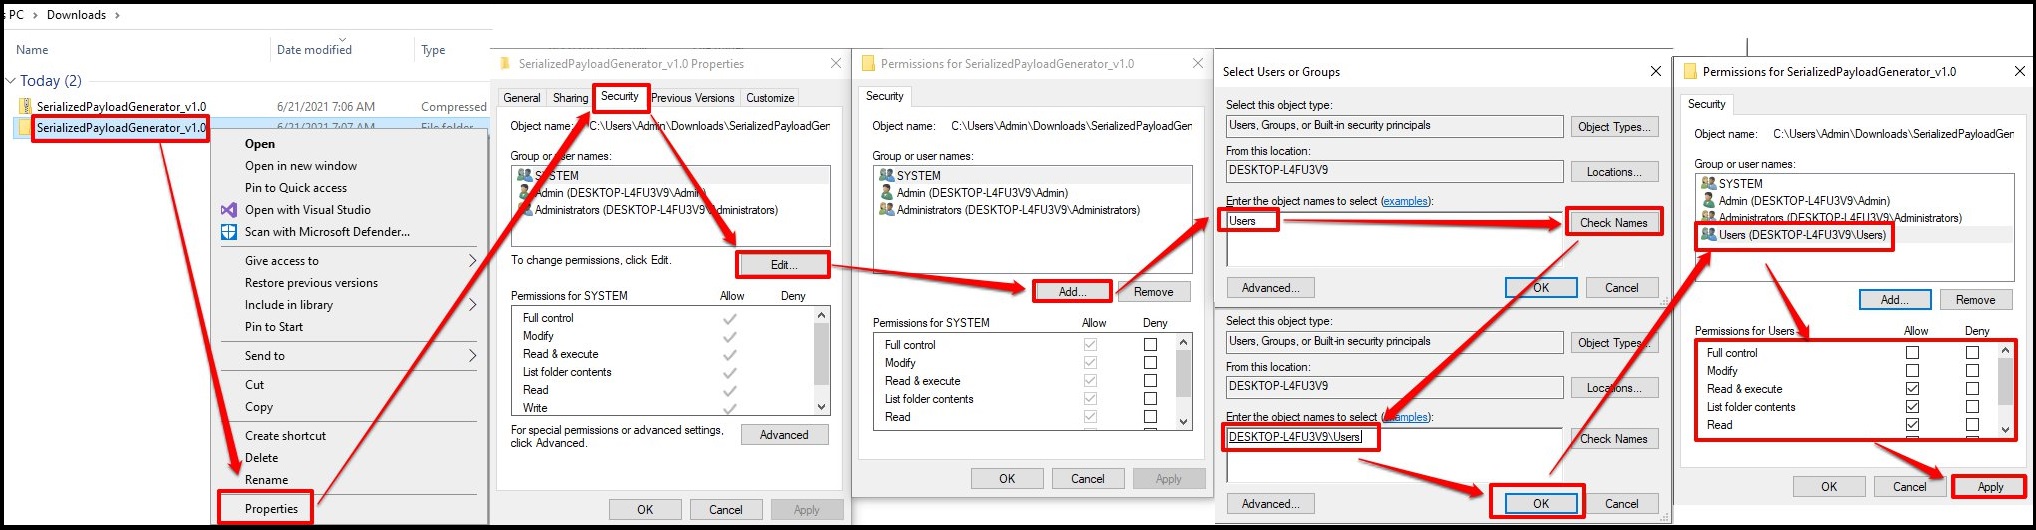 s PC > Downloads >
Name Date modified Type
Today (2)
SerializedPayloadGenerator_v1.0 6/21/2021 7:06 AM Compressed
SerializedPayloadGenerator_v1.0 6/21/2021 7:07 AM File folder
Open
Open in new window
Pin to Quick access
Open with Visual Studio
Scan with Microsoft Defender...
Give access to
Restore previous versions
Include in library
Pin to Start
Send to
Cut
Copy
Create shortcut
Delete
Rename
Properties
SerializedPayloadGenerator_v1.0 Properties
General Sharing Security Previous Versions Customize
Object name: C:\Users\Admin\Downloads\SerializedPayloadGen
Group or user names:
SYSTEM
Admin (DESKTOP-L4FU3V9\Admin)
Administrators (DESKTOP-L4FU3V9\Administrators)
To change permissions, click Edit. Edit...
Permissions for SYSTEM Allow Deny
Full control
Modify
Read & execute
List folder contents
Read
Write
For special permissions or advanced settings,
click Advanced. Advanced
OK Cancel Apply
Permissions for SerializedPayloadGenerator_v1.0
Security
Object name: C:\Users\Admin\Downloads\SerializedPayloadGen
Group or user names:
SYSTEM
Admin (DESKTOP-L4FU3V9\Admin)
Administrators (DESKTOP-L4FU3V9\Administrators)
Add... Remove
Permissions for SYSTEM Allow Deny
Full control
Modify
Read & execute
List folder contents
Read
OK Cancel Apply
Select Users or Groups
Select this object type:
Users, Groups, or Built-in security principals Object Types...
From this location:
DESKTOP-L4FU3V9 Locations...
Enter the object names to select (examples):
Users Check Names
Advanced... OK Cancel
Select this object type:
Users, Groups, or Built-in security principals Object Types...
From this location:
DESKTOP-L4FU3V9 Locations...
Enter the object names to select (examples):
DESKTOP-L4FU3V9\Users Check Names
Advanced... OK Cancel
Permissions for SerializedPayloadGenerator_v1.0
Security
Object name: C:\Users\Admin\Downloads\SerializedPayloadGen
Group or user names:
SYSTEM
Admin (DESKTOP-L4FU3V9\Admin)
Administrators (DESKTOP-L4FU3V9\Administrators)
Users (DESKTOP-L4FU3V9\Users)
Add... Remove
Permissions for Users Allow Deny
Full control
Modify
Read & execute
List folder contents
Read
OK Cancel Apply